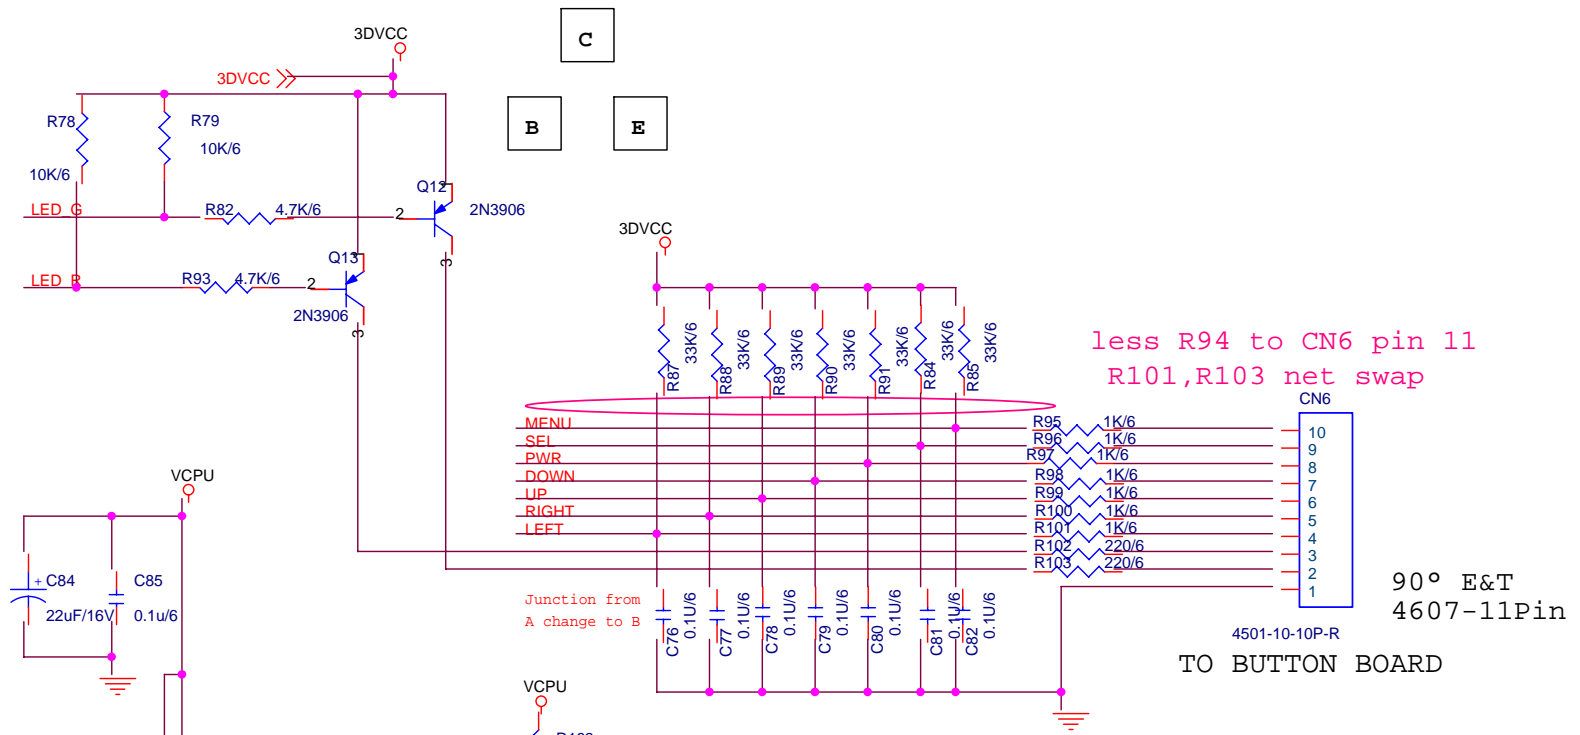 C
3DVCC
3DVCC
B
E
R78
R79
10K/6
10K/6
LED_G
R82
4.7K/6
2
Q12
1
2N3906
3
LED_R
R93
4.7K/6
2
Q13
1
2N3906
3
3DVCC
R87
33K/6
R88
33K/6
R89
33K/6
R90
33K/6
R91
33K/6
R84
33K/6
R85
33K/6
less R94 to CN6 pin 11
R101,R103 net swap
CN6
MENU
R95
1K/6
10
SEL
R96
1K/6
9
PWR
R97
1K/6
8
DOWN
R98
1K/6
7
UP
R99
1K/6
6
RIGHT
R100
1K/6
5
LEFT
R101
1K/6
4
R102
220/6
3
R103
220/6
2
1
90° E&T
4607-11Pin
4501-10-10P-R
TO BUTTON BOARD
VCPU
+
C84
22uF/16V
C85
0.1u/6
Junction from
A change to B
C76
0.1U/6
C77
0.1U/6
C78
0.1U/6
C79
0.1U/6
C80
0.1U/6
C81
0.1U/6
C82
0.1U/6
VCPU